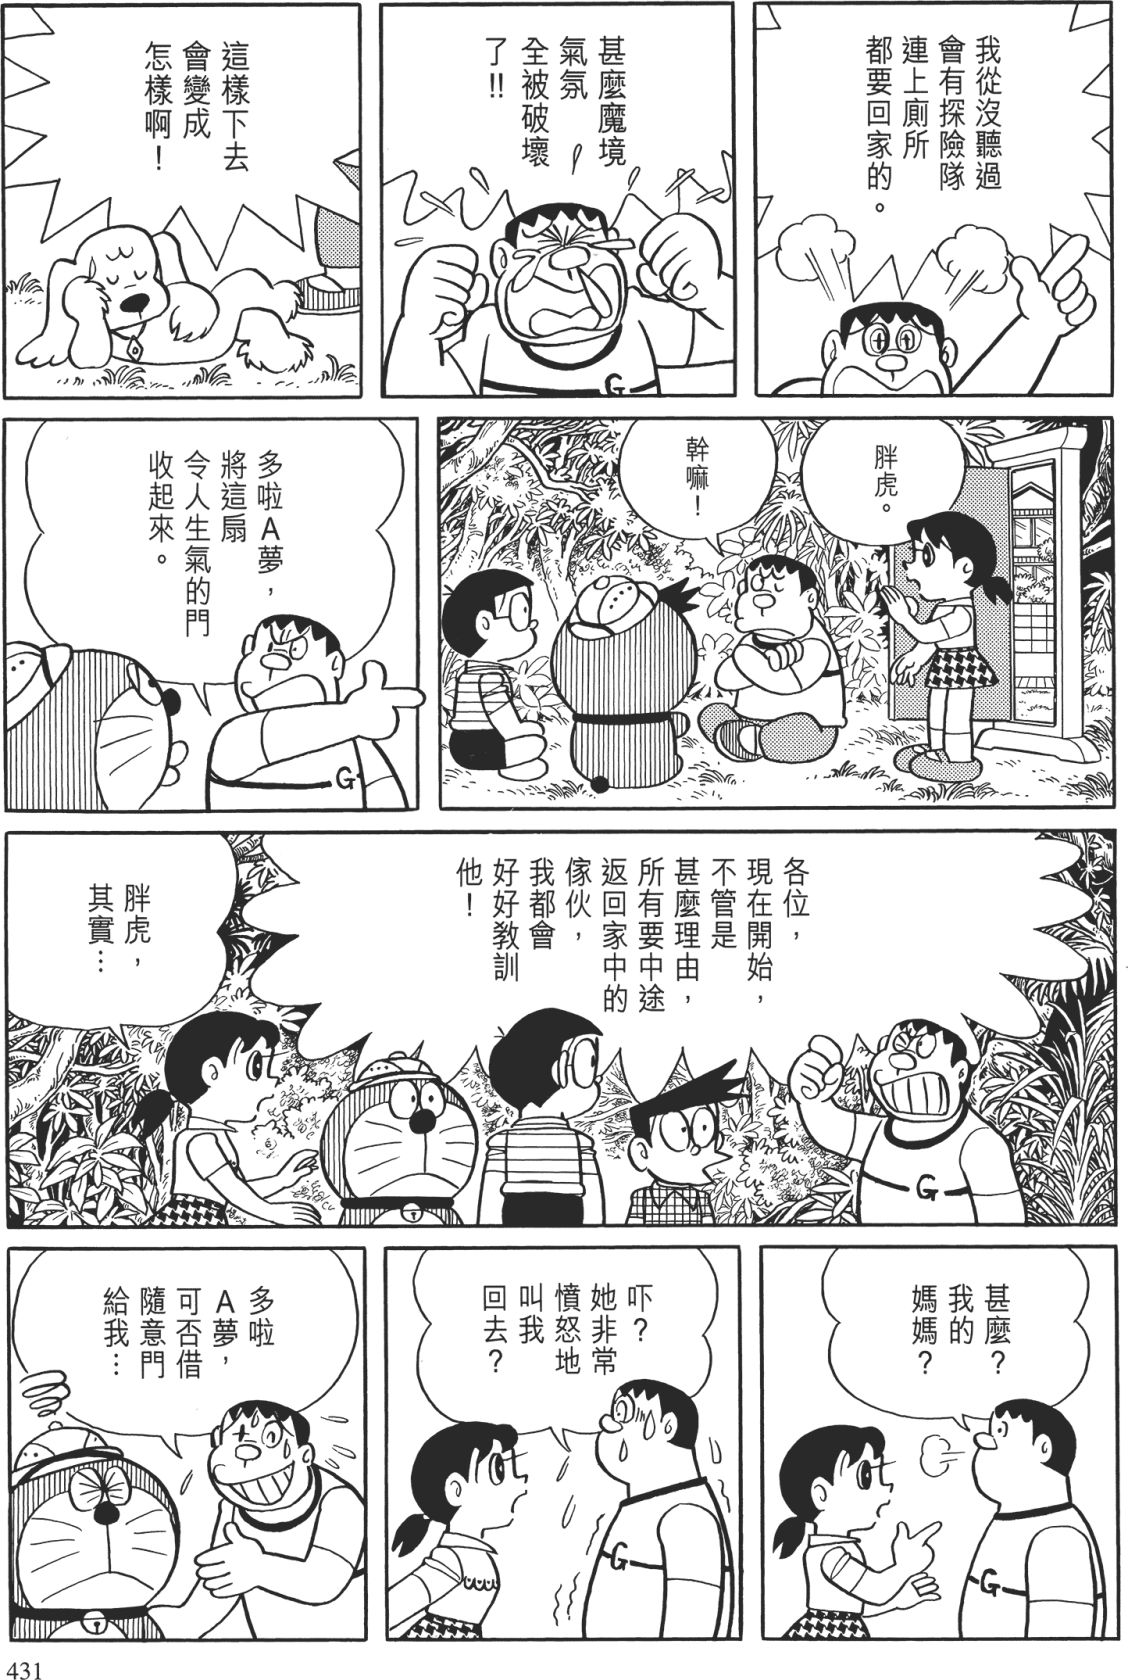 我從沒聽過
會有探險隊
連上廁所
都要回家的。
甚麼魔境
氣氛
全被破壞
了!!
這樣下去
會變成
怎樣啊！
G
胖虎。
幹嘛！
多啦A夢，
將這扇
令人生氣的門
收起來。
G
各位，
現在開始，
不管是
甚麼理由，
所有要中途
返回家中的
傢伙，
我都會
好好教訓
他！
胖虎，
其實…
G
甚麼？
我的
媽媽？
G
吓？
她非常
憤怒地
叫我
回去？
G
多啦
A夢，
可否借
隨意門
給我…
431